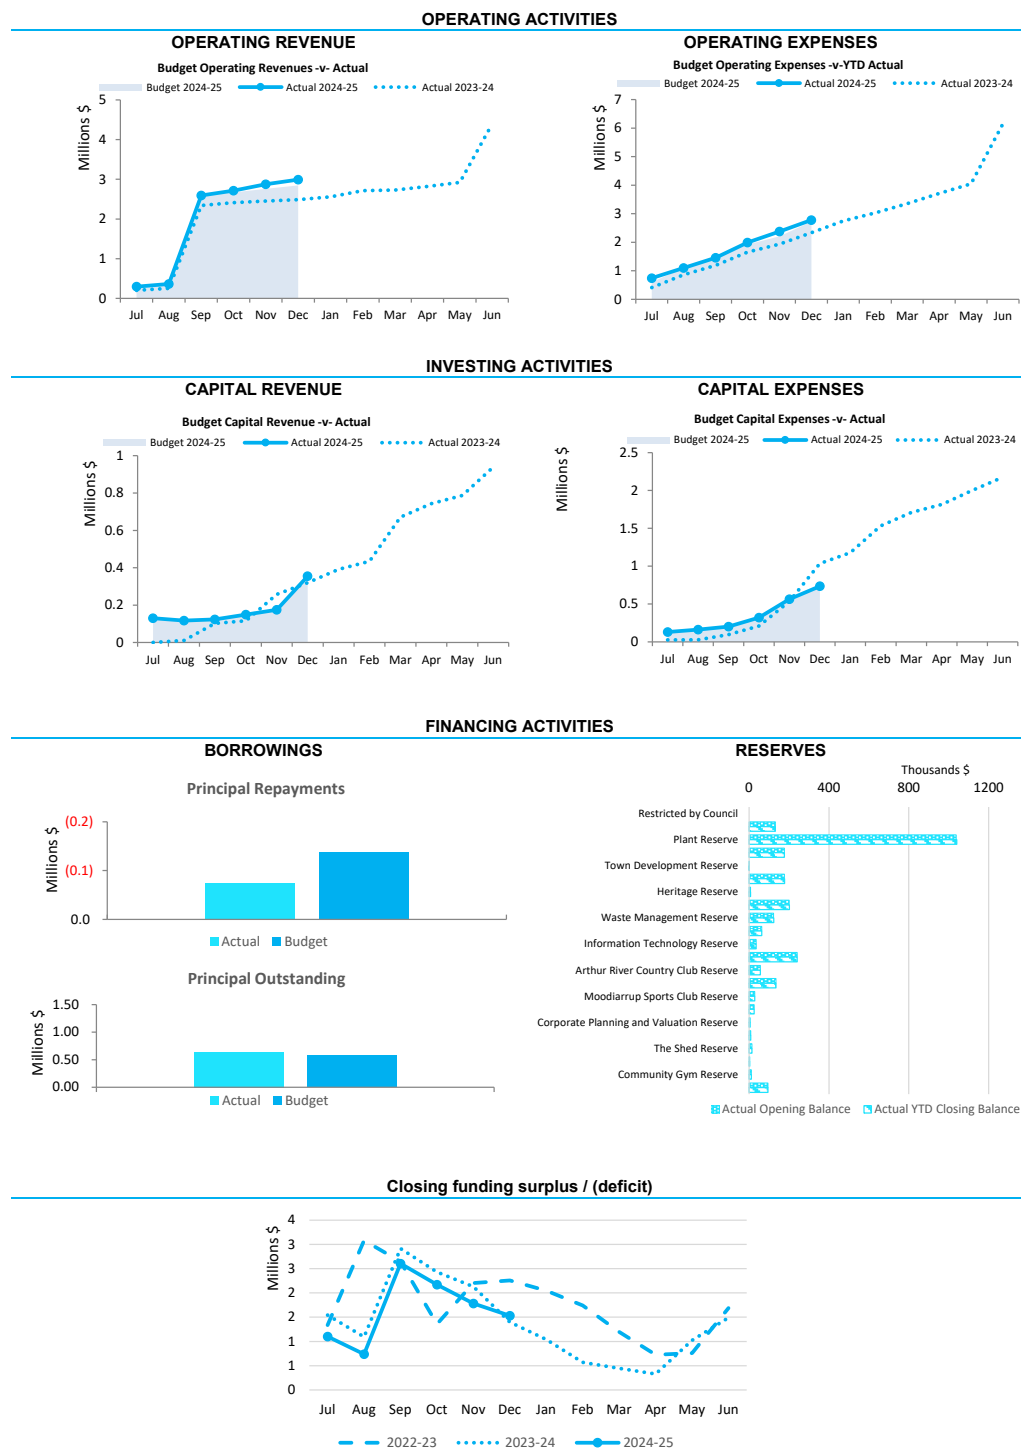 OPERATING ACTIVITIES
OPERATING REVENUE
Budget Operating Revenues -v- Actual
Budget 2024-25 Actual 2024-25 Actual 2023-24
Millions $
5
4
3
2
1
0
Jul Aug Sep Oct Nov Dec Jan Feb Mar Apr May Jun
OPERATING EXPENSES
Budget Operating Expenses -v-YTD Actual
Budget 2024-25 Actual 2024-25 Actual 2023-24
Millions $
7
6
5
4
3
2
1
0
Jul Aug Sep Oct Nov Dec Jan Feb Mar Apr May Jun
INVESTING ACTIVITIES
CAPITAL REVENUE
Budget Capital Revenue -v- Actual
Budget 2024-25 Actual 2024-25 Actual 2023-24
Millions $
1
0.8
0.6
0.4
0.2
0
Jul Aug Sep Oct Nov Dec Jan Feb Mar Apr May Jun
CAPITAL EXPENSES
Budget Capital Expenses -v- Actual
Budget 2024-25 Actual 2024-25 Actual 2023-24
Millions $
2.5
2
1.5
1
0.5
0
Jul Aug Sep Oct Nov Dec Jan Feb Mar Apr May Jun
FINANCING ACTIVITIES
BORROWINGS
Principal Repayments
Millions $
(0.2)
(0.1)
0.0
Actual Budget
Principal Outstanding
Millions $
1.50
1.00
0.50
0.00
Actual Budget
RESERVES
Thousands $
0 400 800 1200
Restricted by Council
Plant Reserve
Town Development Reserve
Heritage Reserve
Waste Management Reserve
Information Technology Reserve
Arthur River Country Club Reserve
Moodiarrup Sports Club Reserve
Corporate Planning and Valuation Reserve
The Shed Reserve
Community Gym Reserve
Actual Opening Balance Actual YTD Closing Balance
Closing funding surplus / (deficit)
Millions $
4
3
3
2
2
1
1
0
Jul Aug Sep Oct Nov Dec Jan Feb Mar Apr May Jun
2022-23 2023-24 2024-25